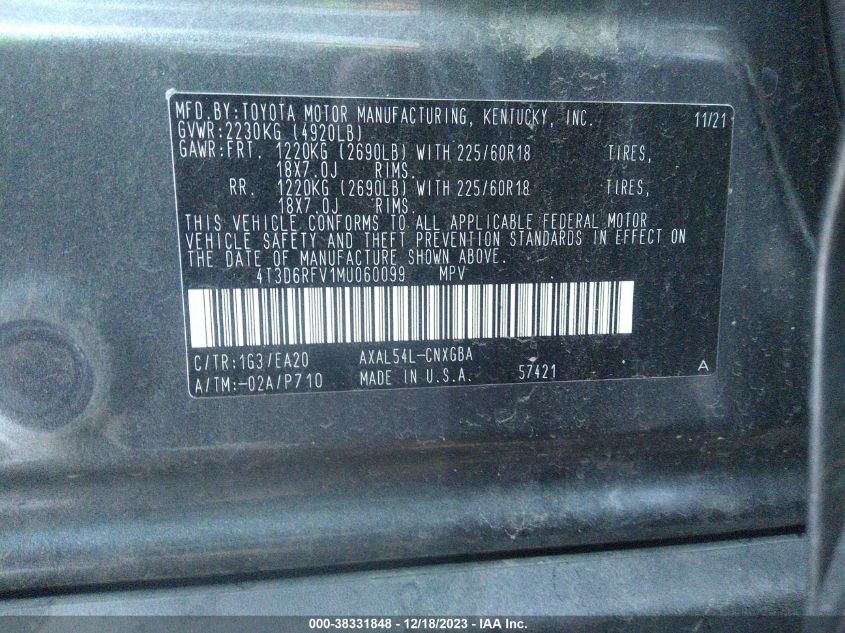 MFD.BY:TOYOTA MOTOR MANUFACTURING, KENTUCKY, INC. 11/21
GVWR:2230KG (4920LB)
GAWR:FRT. 1220KG (2690LB) WITH 225/60R18 TIRES,
18X7.0J RIMS.
RR. 1220KG (2690LB) WITH 225/60R18 TIRES,
18X7.0J RIMS.
THIS VEHICLE CONFORMS TO ALL APPLICABLE FEDERAL MOTOR
VEHICLE SAFETY AND THEFT PREVENTION STANDARDS IN EFFECT ON
THE DATE OF MANUFACTURE SHOWN ABOVE.
4T3D6RFV1MU060099 MPV
C/TR:1G3/EA20 AXAL54L-CNXGBA
A/TM:-02A/P710 MADE IN U.S.A. 57421 A
000-38331848 - 12/18/2023 - IAA Inc.